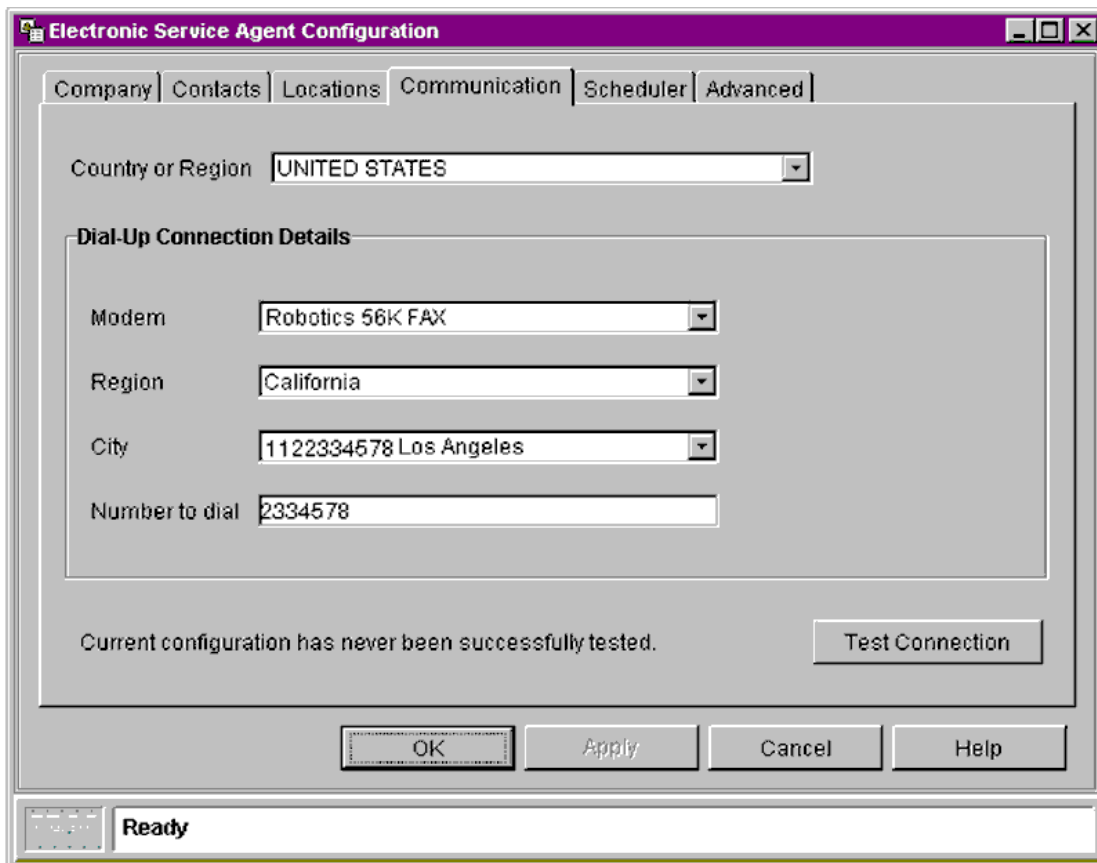 Electronic Service Agent Configuration
Company Contacts Locations Communication Scheduler Advanced
Country or Region UNITED STATES
Dial-Up Connection Details
Modem Robotics 56K FAX
Region California
City 1122334578 Los Angeles
Number to dial 2334578
Current configuration has never been successfully tested. Test Connection
OK Apply Cancel Help
Ready